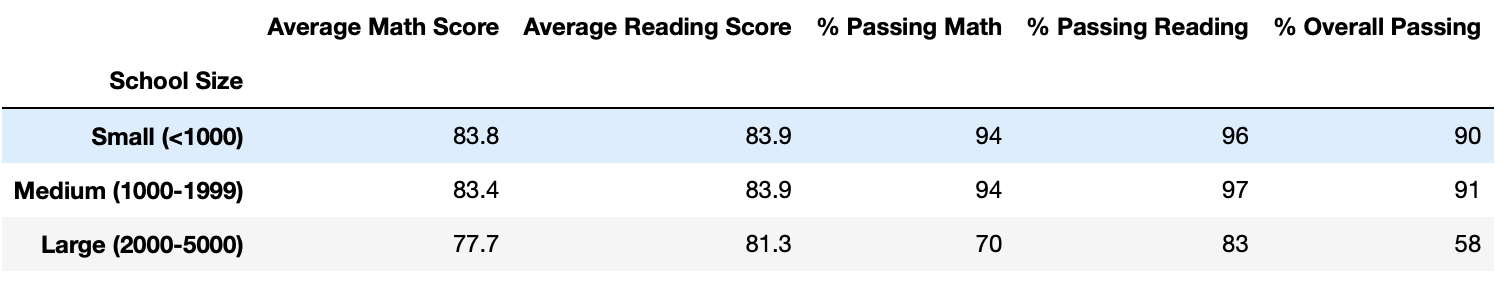 Average Math Score Average Reading Score % Passing Math % Passing Reading % Overall Passing
School Size
Small (<1000) 83.8 83.9 94 96 90
Medium (1000-1999) 83.4 83.9 94 97 91
Large (2000-5000) 77.7 81.3 70 83 58